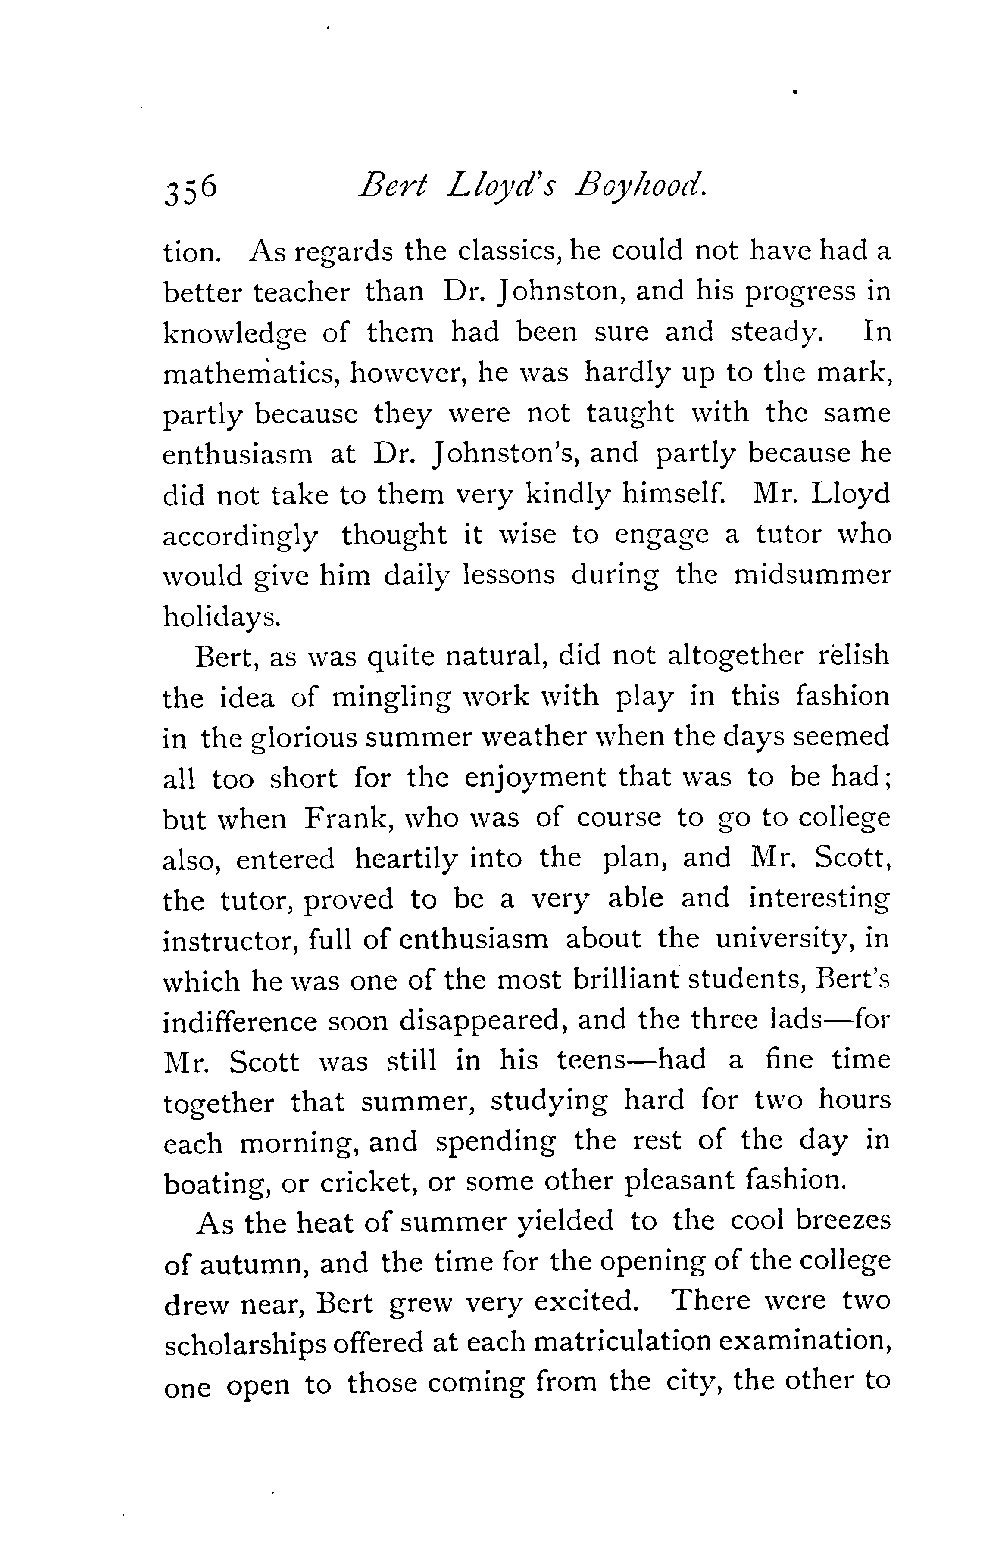 356 Bert Lloyd's Boyhood.
tion. As regards the classics, he could not have had a
better teacher than Dr. Johnston, and his progress in
knowledge of them had been sure and steady. In
mathematics, however, he was hardly up to the mark,
partly because they were not taught with the same
enthusiasm at Dr. Johnston's, and partly because he
did not take to them very kindly himself. Mr. Lloyd
accordingly thought it wise to engage a tutor who
would give him daily lessons during the midsummer
holidays.
Bert, as was quite natural, did not altogether relish
the idea of mingling work with play in this fashion
in the glorious summer weather when the days seemed
all too short for the enjoyment that was to be had;
but when Frank, who was of course to go to college
also, entered heartily into the plan, and Mr. Scott,
the tutor, proved to be a very able and interesting
instructor, full of enthusiasm about the university, in
which he was one of the most brilliant students, Bert's
indifference soon disappeared, and the three lads—for
Mr. Scott was still in his teens—had a fine time
together that summer, studying hard for two hours
each morning, and spending the rest of the day in
boating, or cricket, or some other pleasant fashion.
As the heat of summer yielded to the cool breezes
of autumn, and the time for the opening of the college
drew near, Bert grew very excited. There were two
scholarships offered at each matriculation examination,
one open to those coming from the city, the other to